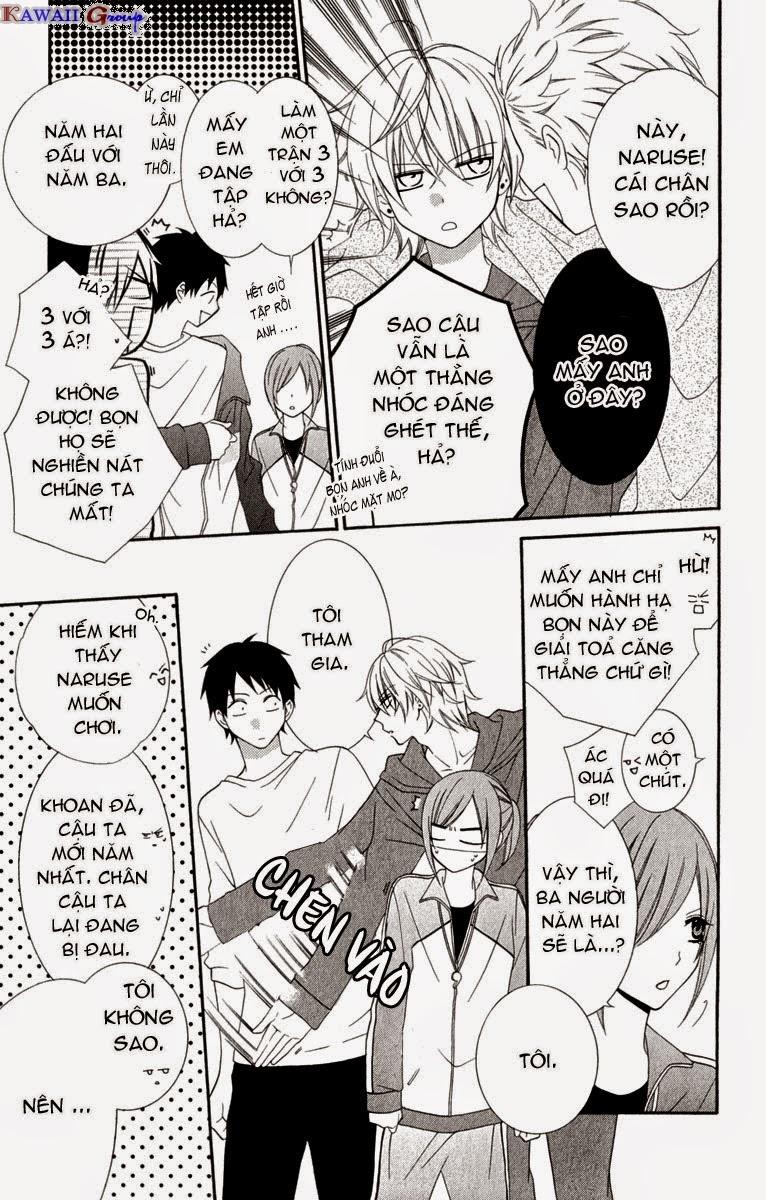 KAWAII Group
NÀY,
NARUSE!
CÁI CHÂN
SAO RỒI?
SAO
MẤY ANH
Ở ĐÂY?
SAO CẬU
VẪN LÀ
MỘT THẰNG
NHÓC ĐÁNG
GHÉT THẾ,
HẢ?
TÍNH ĐUỔI
BỌN ANH VỀ À,
NHÓC MẶT MO?
LÀM
MỘT
TRẬN 3
VỚI 3
KHÔNG?
MẤY
EM
ĐANG
TẬP
HẢ?
HẾT GIỜ
TẬP RỒI
ANH ....
Ừ, CHỈ
LẦN
NÀY
THÔI.
NĂM HAI
ĐẤU VỚI
NĂM BA.
HẢ?
3 VỚI
3 Á?!
KHÔNG
ĐƯỢC! BỌN
HỌ SẼ
NGHIỀN NÁT
CHÚNG TA
MẤT!
HỪ!
MẤY ANH CHỈ
MUỐN HÀNH HẠ
BỌN NÀY ĐỂ
GIẢI TOẢ CĂNG
THẲNG CHỨ GÌ!
CÓ
MỘT
CHÚT.
ÁC
QUÁ
ĐI!
VẬY THÌ,
BA NGƯỜI
NĂM HAI
SẼ LÀ...?
TÔI.
TÔI
THAM
GIA.
CHEN VÀO
Oh.
HIẾM KHI
THẤY
NARUSE
MUỐN
CHƠI.
KHOAN ĐÃ,
CẬU TA
MỚI NĂM
NHẤT. CHÂN
CẬU TA
LẠI ĐANG
BỊ ĐAU.
TÔI
KHÔNG
SAO.
NÊN ...